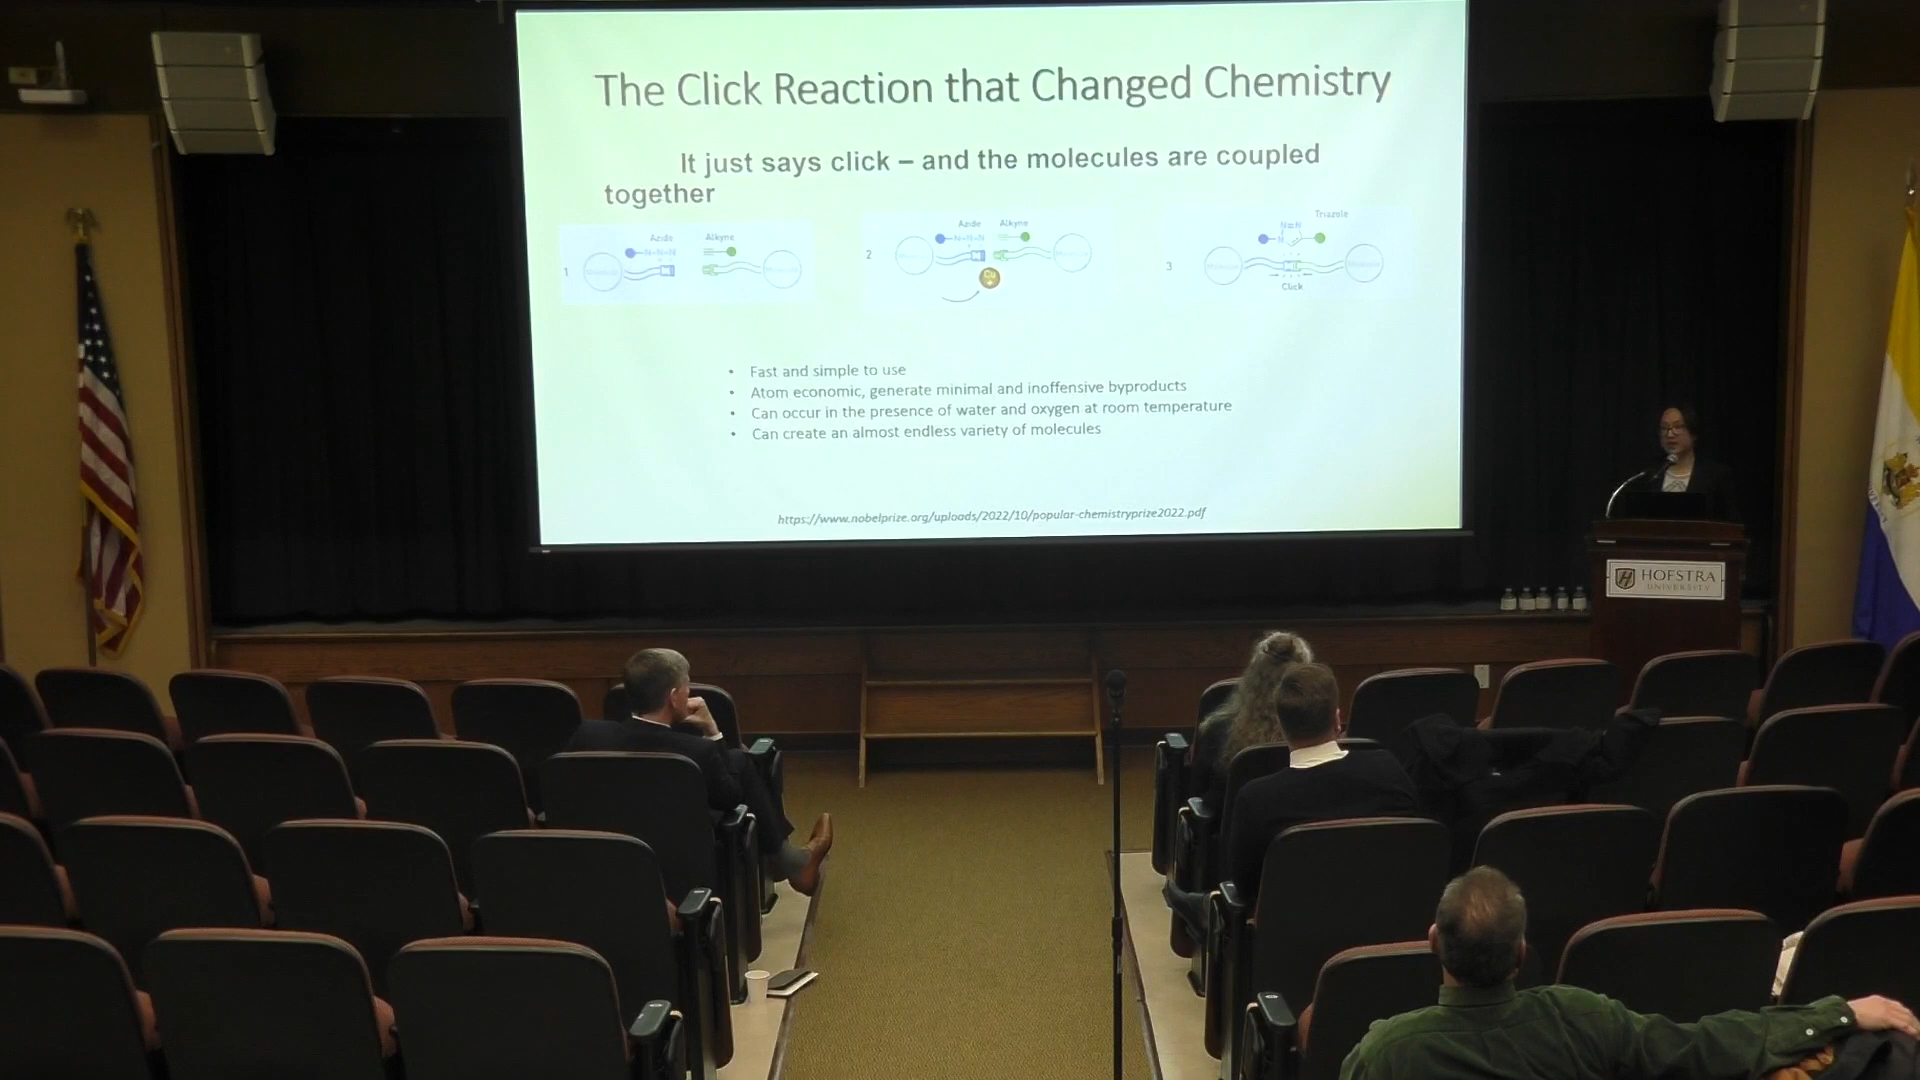 The Click Reaction that Changed Chemistry
It just says click – and the molecules are coupled
together
1
Azide
Alkyne
N=N=N
2
Azide
Alkyne
N=N=N
Cu
+
3
Triazole
N=N
N
Click
• Fast and simple to use
• Atom economic, generate minimal and inoffensive byproducts
• Can occur in the presence of water and oxygen at room temperature
• Can create an almost endless variety of molecules
https://www.nobelprize.org/uploads/2022/10/popular-chemistryprize2022.pdf
HOFSTRA
UNIVERSITY